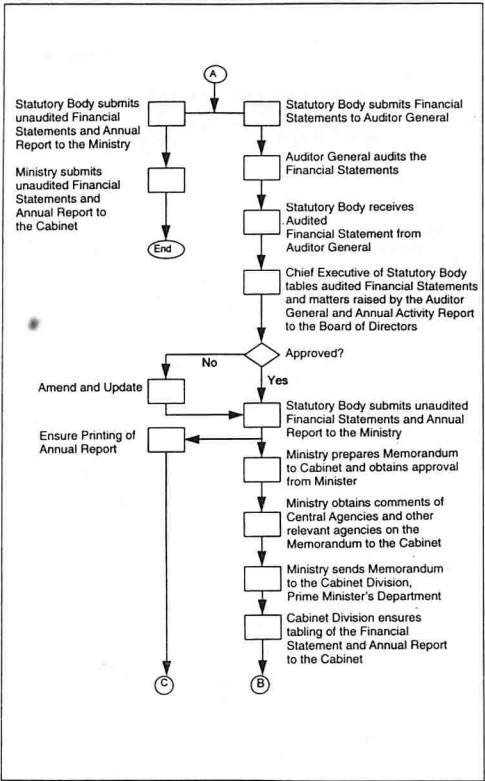 A
Statutory Body submits
unaudited Financial
Statements and Annual
Report to the Ministry
Statutory Body submits Financial
Statements to Auditor General
Ministry submits
unaudited Financial
Statements and
Annual Report to
the Cabinet
Auditor General audits the
Financial Statements
End
Statutory Body receives
Audited
Financial Statement from
Auditor General
Chief Executive of Statutory Body
tables audited Financial Statements
and matters raised by the Auditor
General and Annual Activity Report
to the Board of Directors
Approved?
No
Yes
Amend and Update
Statutory Body submits unaudited
Financial Statements and Annual
Report to the Ministry
Ensure Printing of
Annual Report
Ministry prepares Memorandum
to Cabinet and obtains approval
from Minister
Ministry obtains comments of
Central Agencies and other
relevant agencies on the
Memorandum to the Cabinet
Ministry sends Memorandum
to the Cabinet Division,
Prime Minister's Department
Cabinet Division ensures
tabling of the Financial
Statement and Annual Report
to the Cabinet
C
B